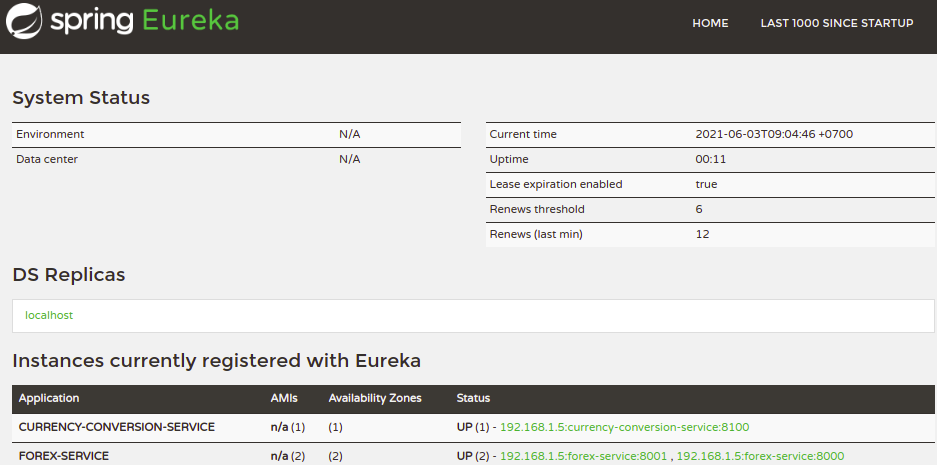 spring Eureka HOME LAST 1000 SINCE STARTUP
System Status
Environment N/A
Data center N/A
Current time 2021-06-03T09:04:46 +0700
Uptime 00:11
Lease expiration enabled true
Renews threshold 6
Renews (last min) 12
DS Replicas
localhost
Instances currently registered with Eureka
Application AMIs Availability Zones Status
CURRENCY-CONVERSION-SERVICE n/a (1) (1) UP (1) - 192.168.1.5:currency-conversion-service:8100
FOREX-SERVICE n/a (2) (2) UP (2) - 192.168.1.5:forex-service:8001 , 192.168.1.5:forex-service:8000